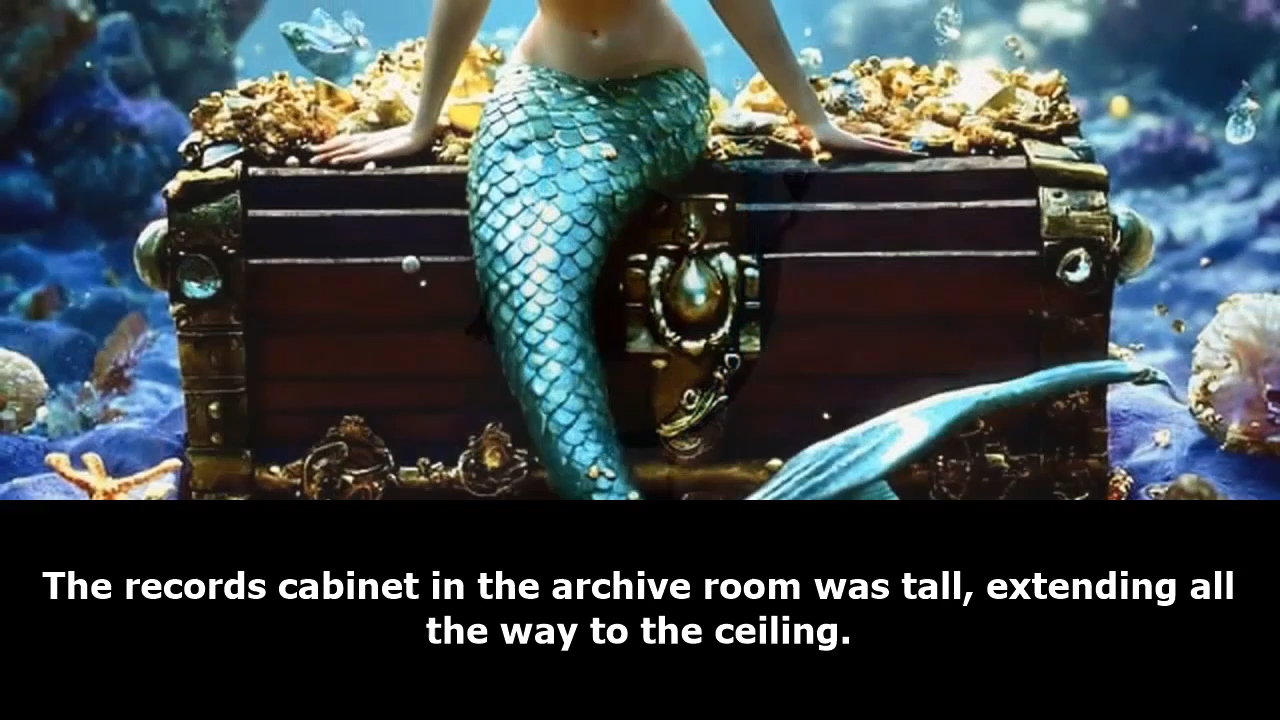 The records cabinet in the archive room was tall, extending all
the way to the ceiling.